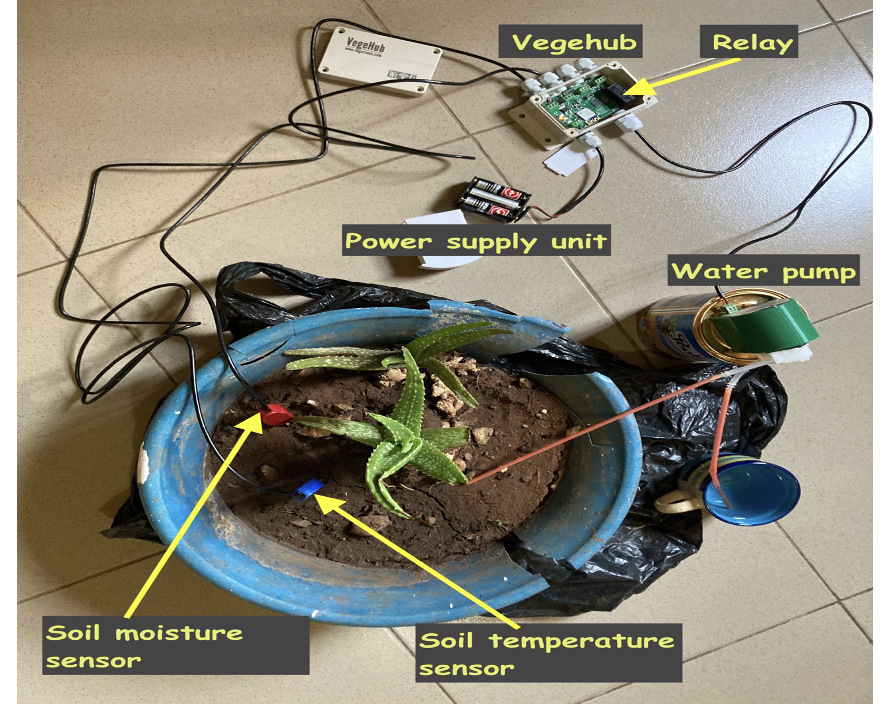 VegeHub
Vegehub
Relay
Power supply unit
Water pump
Soil moisture
sensor
Soil temperature
sensor